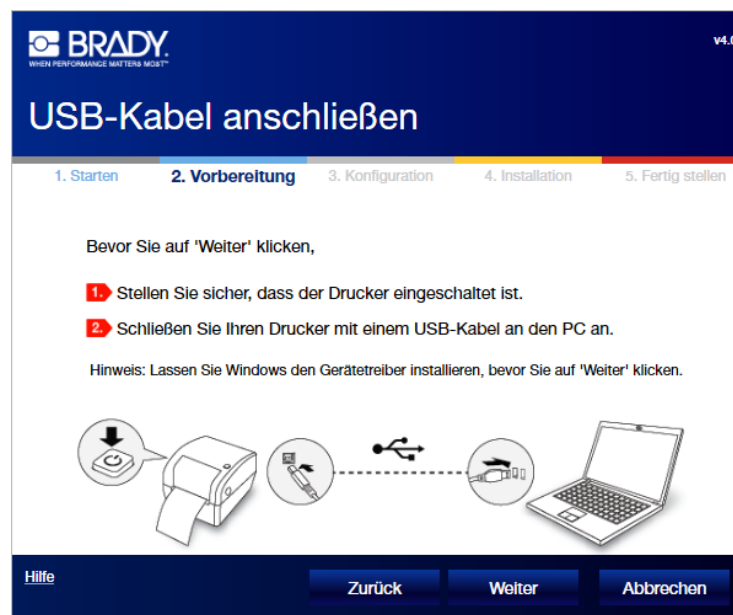 BRADY.
WHEN PERFORMANCE MATTERS MOST™
v4.0
USB-Kabel anschließen
1. Starten 2. Vorbereitung 3. Konfiguration 4. Installation 5. Fertig stellen
Bevor Sie auf 'Weiter' klicken,
1. Stellen Sie sicher, dass der Drucker eingeschaltet ist.
2. Schließen Sie Ihren Drucker mit einem USB-Kabel an den PC an.
Hinweis: Lassen Sie Windows den Gerätetreiber installieren, bevor Sie auf 'Weiter' klicken.
Hilfe
Zurück Weiter Abbrechen